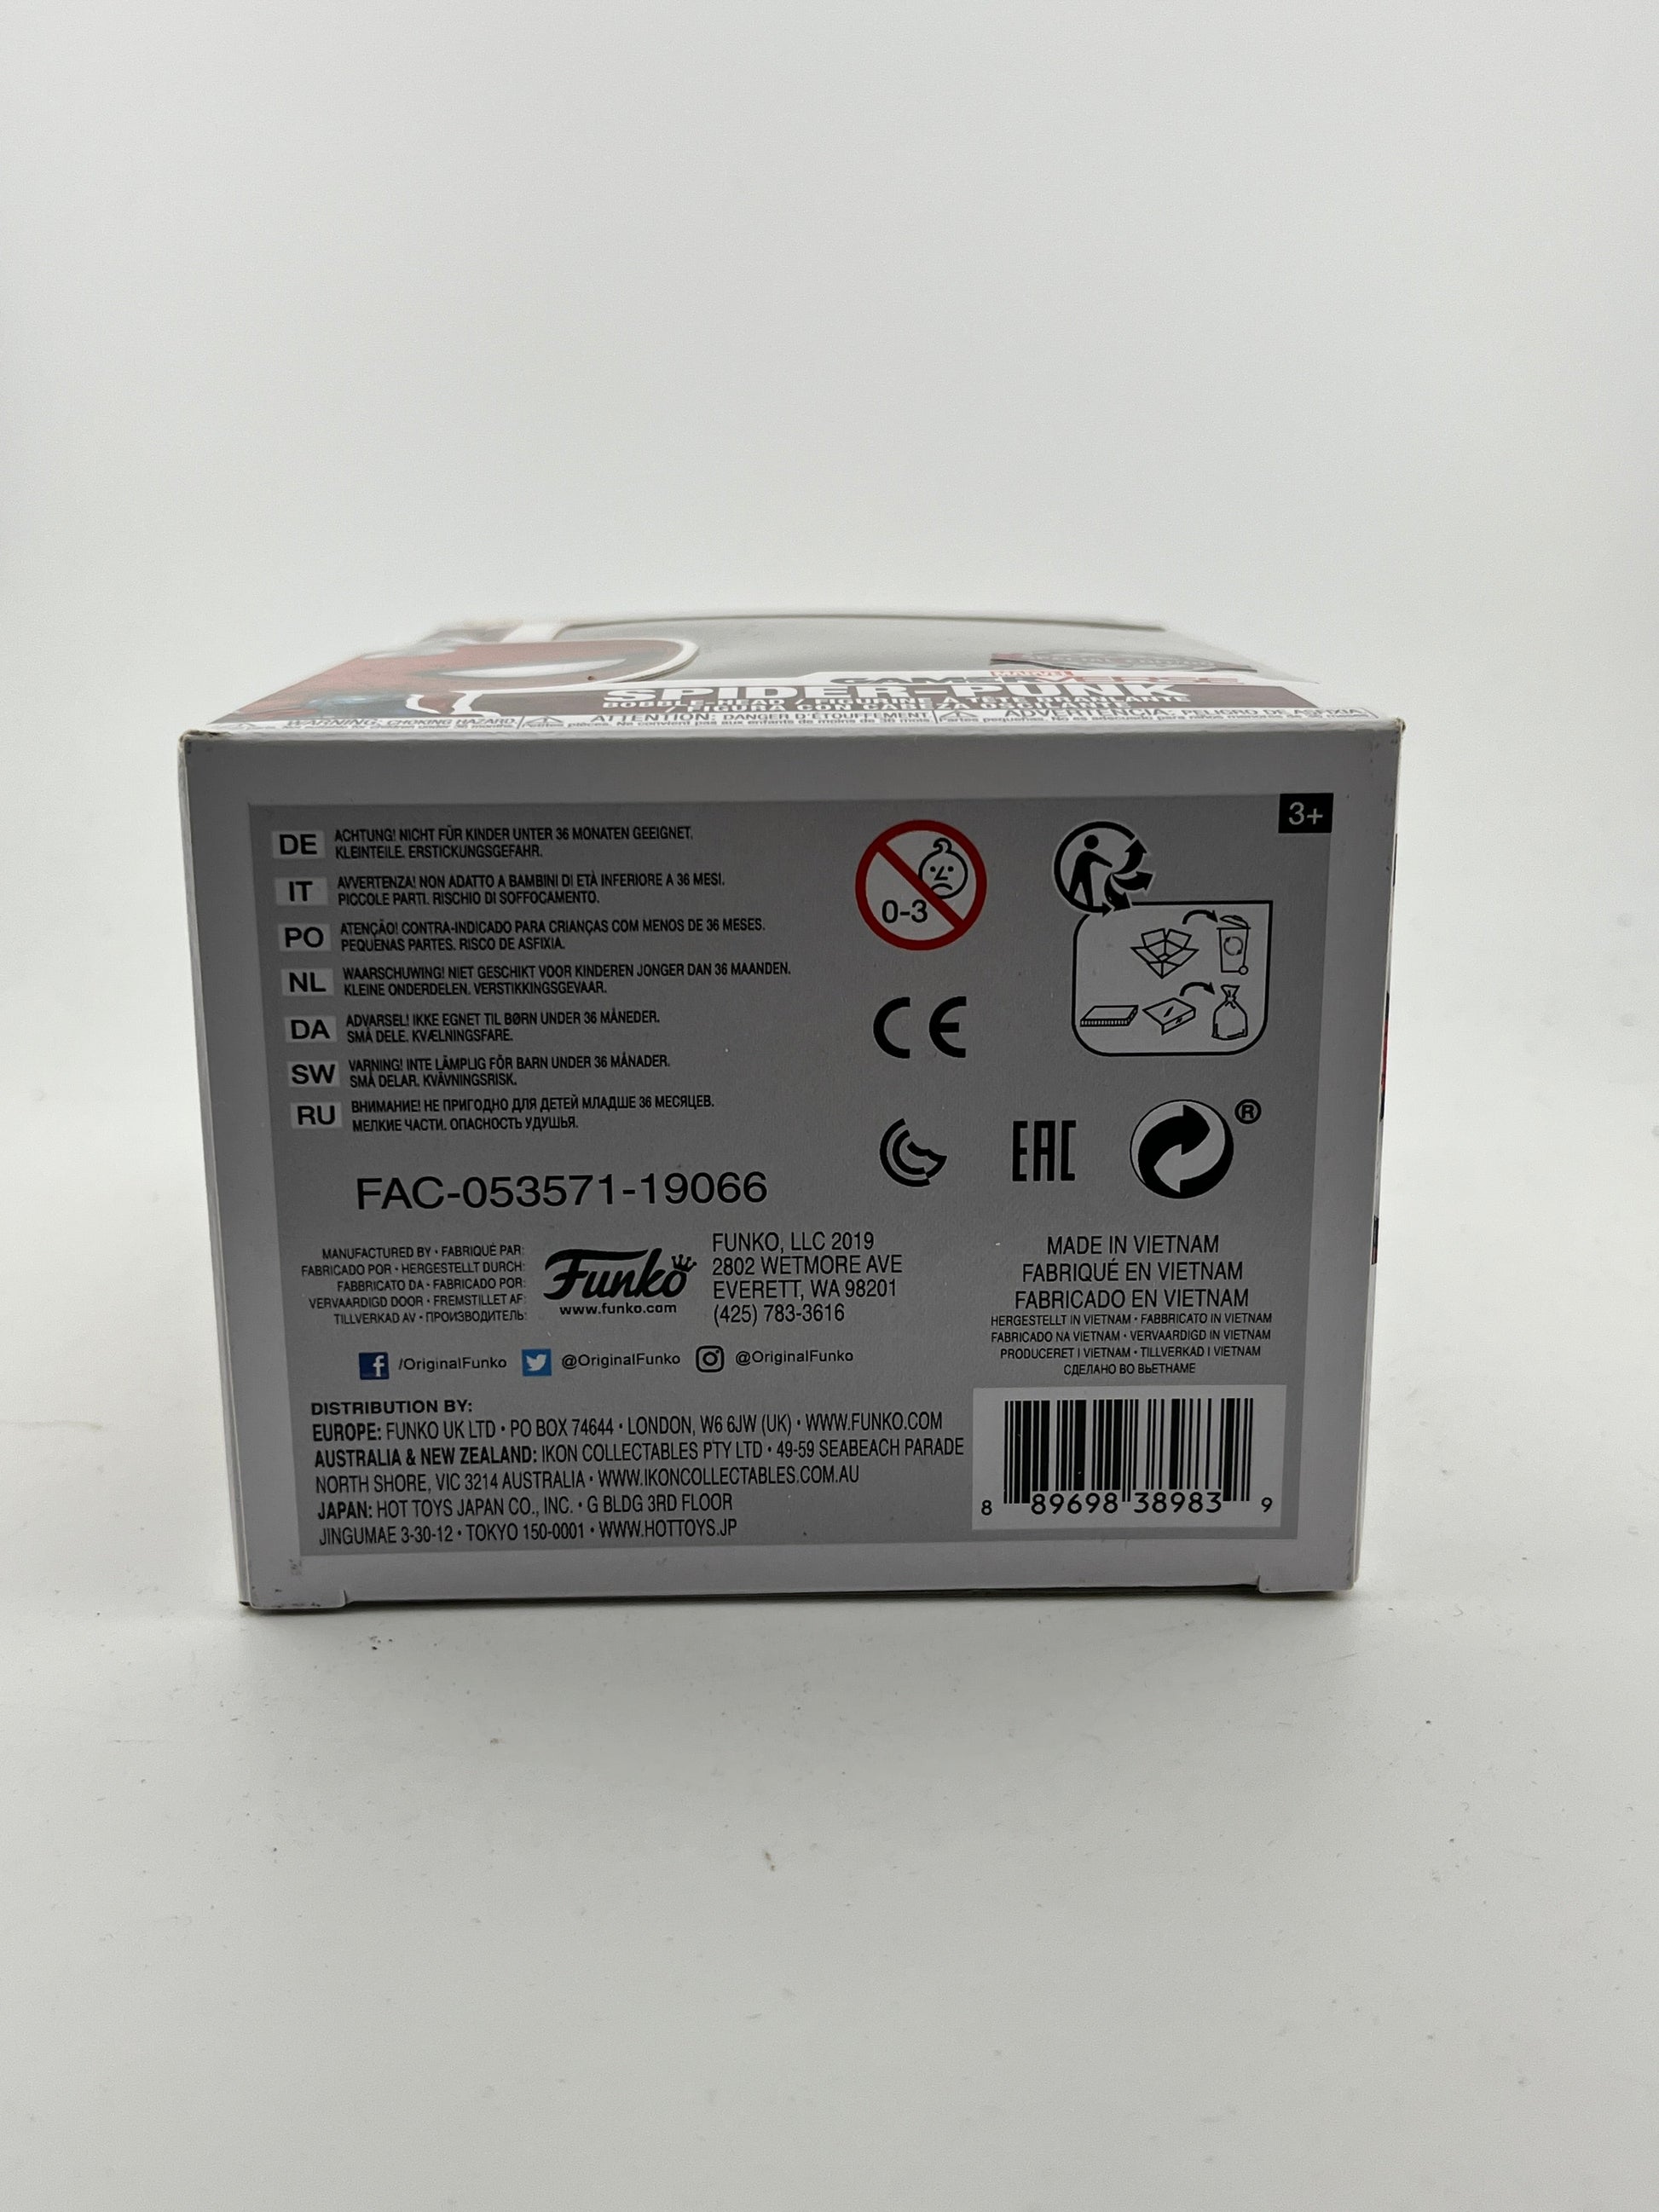 MARVEL
GAMERVERSE
SPIDER-PUNK
BOBBLE-HEAD / FIGURINE À TÊTE BRANLANTE
/ FIGURA CON CABEZA OSCILANTE
WARNING: CHOKING HAZARD. ATTENTION: DANGER D'ÉTOUFFEMENT ADVERTENCIA: PELIGRO DE ASFIXIA
3+
DE ACHTUNG! NICHT FÜR KINDER UNTER 36 MONATEN GEEIGNET.
KLEINTEILE. ERSTICKUNGSGEFAHR.
IT AVVERTENZA! NON ADATTO A BAMBINI DI ETÀ INFERIORE A 36 MESI.
PICCOLE PARTI. RISCHIO DI SOFFOCAMENTO.
PO ATENÇÃO! CONTRA-INDICADO PARA CRIANÇAS COM MENOS DE 36 MESES.
PEQUENAS PARTES. RISCO DE ASFIXIA.
NL WAARSCHUWING! NIET GESCHIKT VOOR KINDEREN JONGER DAN 36 MAANDEN.
KLEINE ONDERDELEN. VERSTIKKINGSGEVAAR.
DA ADVARSEL! IKKE EGNET TIL BØRN UNDER 36 MÅNEDER.
SMÅ DELE. KVÆLNINGSFARE.
SW VARNING! INTE LÄMPLIG FÖR BARN UNDER 36 MÅNADER.
SMÅ DELAR. KVÄVNINGSRISK.
RU ВНИМАНИЕ! НЕ ПРИГОДНО ДЛЯ ДЕТЕЙ МЛАДШЕ 36 МЕСЯЦЕВ.
МЕЛКИЕ ЧАСТИ. ОПАСНОСТЬ УДУШЬЯ.
0-3
CE
EAC
®
FAC-053571-19066
MANUFACTURED BY • FABRIQUÉ PAR:
FABRICADO POR • HERGESTELLT DURCH:
FABBRICATO DA • FABRICADO POR:
VERVAARDIGD DOOR • FREMSTILLET AF:
TILLVERKAD AV • ПРОИЗВОДИТЕЛЬ:
Funko
www.funko.com
FUNKO, LLC 2019
2802 WETMORE AVE
EVERETT, WA 98201
(425) 783-3616
MADE IN VIETNAM
FABRIQUÉ EN VIETNAM
FABRICADO EN VIETNAM
HERGESTELLT IN VIETNAM • FABBRICATO IN VIETNAM
FABRICADO NA VIETNAM • VERVAARDIGD IN VIETNAM
PRODUCERET I VIETNAM • TILLVERKAD I VIETNAM
СДЕЛАНО ВО ВЬЕТНАМЕ
f /OriginalFunko @OriginalFunko @OriginalFunko
DISTRIBUTION BY:
EUROPE: FUNKO UK LTD • PO BOX 74644 • LONDON, W6 6JW (UK) • WWW.FUNKO.COM
AUSTRALIA & NEW ZEALAND: IKON COLLECTABLES PTY LTD • 49-59 SEABEACH PARADE
NORTH SHORE, VIC 3214 AUSTRALIA • WWW.IKONCOLLECTABLES.COM.AU
JAPAN: HOT TOYS JAPAN CO., INC. • G BLDG 3RD FLOOR
JINGUMAE 3-30-12 • TOKYO 150-0001 • WWW.HOTTOYS.JP
8 89698 38983 9